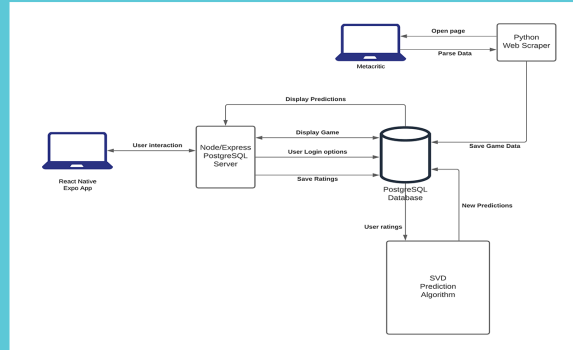 Open page
Python
Web Scraper
Parse Data
Metacritic
Display Predictions
Display Game
User interaction
Node/Express
PostgreSQL
Server
User Login options
Save Game Data
Save Ratings
React Native
Expo App
PostgreSQL
Database
New Predictions
User ratings
SVD
Prediction
Algorithm